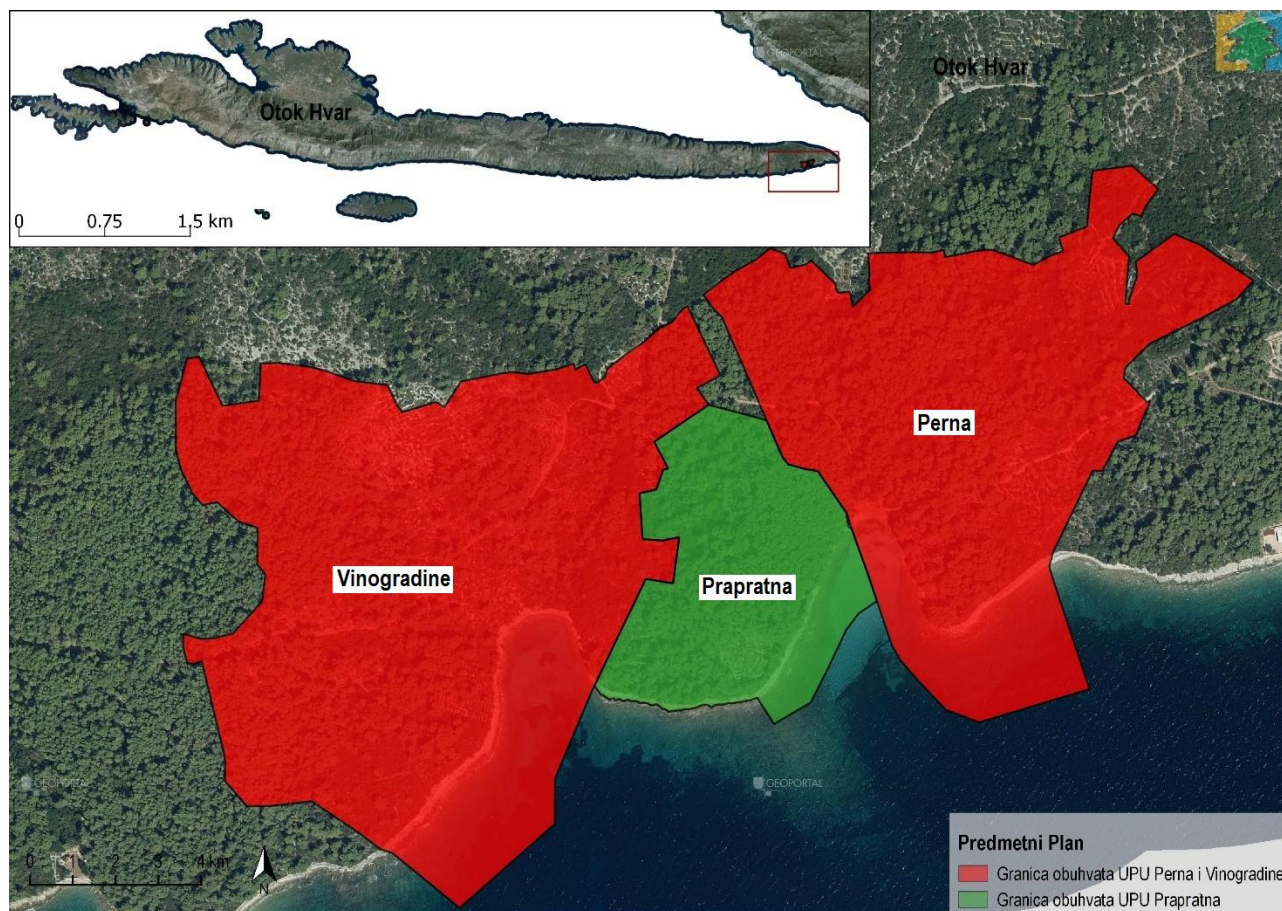 GEOPORTAL
Otok Hvar
Otok Hvar
0 0.75 1.5 km
Perna
Vinogradine
Prapratna
GEOPORTAL
GEOPORTAL
0 1 2 3 4 km
N
Predmetni Plan
Granica obuhvata UPU Perna i Vinogradine
Granica obuhvata UPU Prapratna